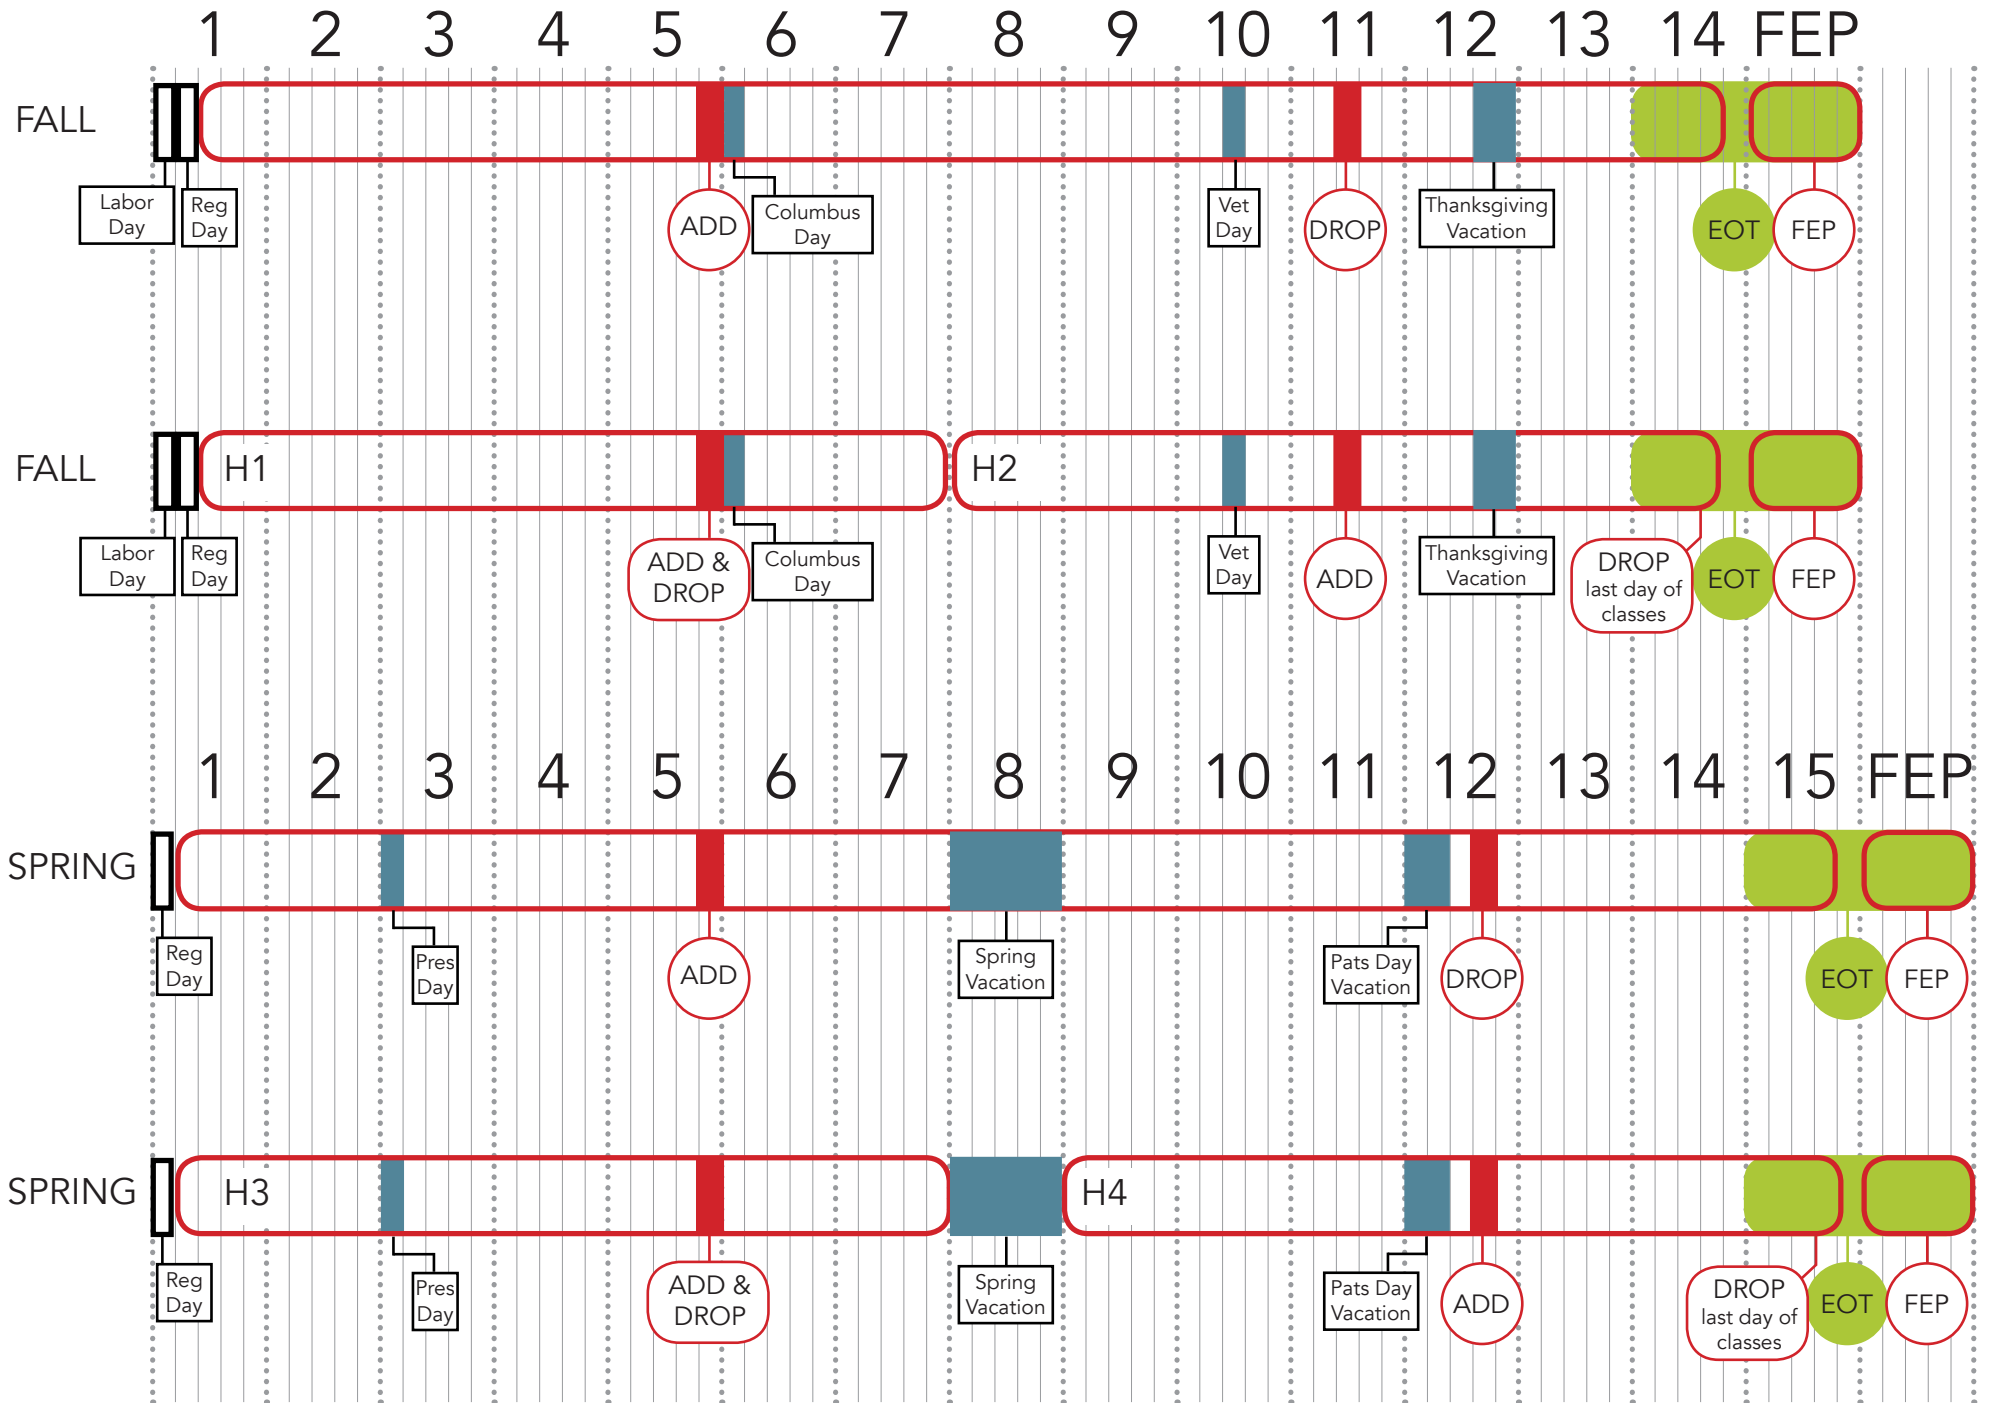 1 2 3 4 5 6 7 8 9 10 11 12 13 14 FEP
FALL
Labor
Day
Reg
Day
ADD
Columbus
Day
Vet
Day
DROP
Thanksgiving
Vacation
EOT
FEP
FALL
H1
H2
Labor
Day
Reg
Day
ADD &
DROP
Columbus
Day
Vet
Day
ADD
Thanksgiving
Vacation
DROP
last day of
classes
EOT
FEP
1 2 3 4 5 6 7 8 9 10 11 12 13 14 15 FEP
SPRING
Reg
Day
Pres
Day
ADD
Spring
Vacation
Pats Day
Vacation
DROP
EOT
FEP
SPRING
H3
H4
Reg
Day
Pres
Day
ADD &
DROP
Spring
Vacation
Pats Day
Vacation
ADD
DROP
last day of
classes
EOT
FEP